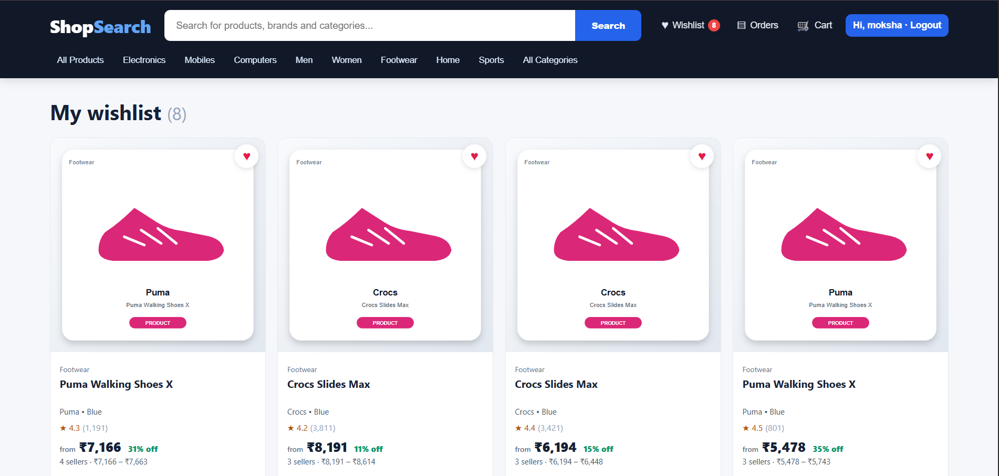 ShopSearch
Search for products, brands and categories...
Search
♥ Wishlist 8
Orders
Cart
Hi, moksha · Logout
All Products Electronics Mobiles Computers Men Women Footwear Home Sports All Categories
My wishlist (8)
Footwear
Puma
Puma Walking Shoes X
PRODUCT
Footwear
Puma Walking Shoes X
Puma • Blue
★ 4.3 (1,191)
from ₹7,166 31% off
4 sellers · ₹7,166 – ₹7,663
Footwear
Crocs
Crocs Slides Max
PRODUCT
Footwear
Crocs Slides Max
Crocs • Blue
★ 4.2 (3,811)
from ₹8,191 11% off
3 sellers · ₹8,191 – ₹8,614
Footwear
Crocs
Crocs Slides Max
PRODUCT
Footwear
Crocs Slides Max
Crocs • Blue
★ 4.4 (3,421)
from ₹6,194 15% off
3 sellers · ₹6,194 – ₹6,448
Footwear
Puma
Puma Walking Shoes X
PRODUCT
Footwear
Puma Walking Shoes X
Puma • Blue
★ 4.5 (801)
from ₹5,478 35% off
3 sellers · ₹5,478 – ₹5,743